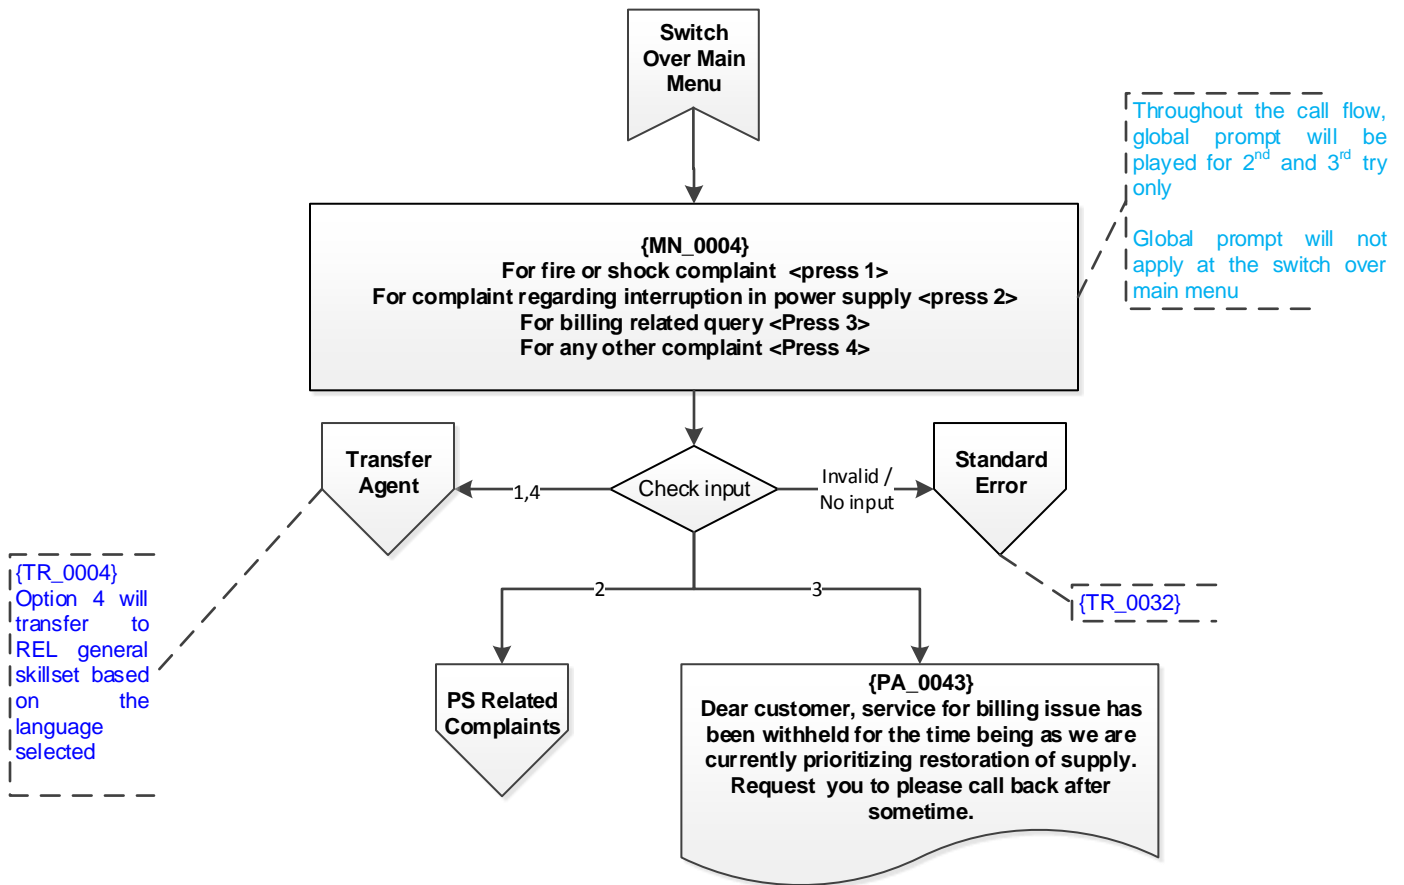 Switch
Over Main
Menu
Throughout the call flow,
global prompt will be
played for 2nd and 3rd try
only
Global prompt will not
apply at the switch over
main menu
{MN_0004}
For fire or shock complaint <press 1>
For complaint regarding interruption in power supply <press 2>
For billing related query <Press 3>
For any other complaint <Press 4>
Transfer
Agent
1,4
Check input
Invalid /
No input
Standard
Error
{TR_0004}
Option 4 will
transfer to
REL general
skillset based
on the
language
selected
2
3
{TR_0032}
PS Related
Complaints
{PA_0043}
Dear customer, service for billing issue has
been withheld for the time being as we are
currently prioritizing restoration of supply.
Request you to please call back after
sometime.